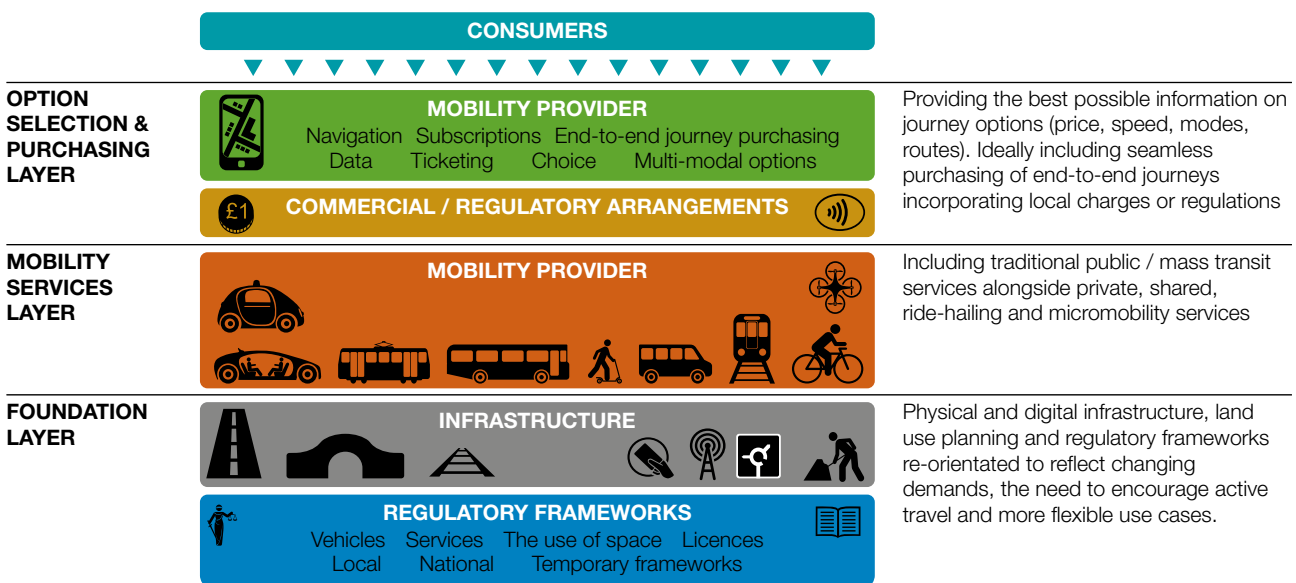 CONSUMERS
OPTION
SELECTION &
PURCHASING
LAYER
MOBILITY PROVIDER
Navigation Subscriptions End-to-end journey purchasing
Data Ticketing Choice Multi-modal options
£1
COMMERCIAL / REGULATORY ARRANGEMENTS
Providing the best possible information on
journey options (price, speed, modes,
routes). Ideally including seamless
purchasing of end-to-end journeys
incorporating local charges or regulations
MOBILITY
SERVICES
LAYER
MOBILITY PROVIDER
Including traditional public / mass transit
services alongside private, shared,
ride-hailing and micromobility services
FOUNDATION
LAYER
INFRASTRUCTURE
REGULATORY FRAMEWORKS
Vehicles Services The use of space Licences
Local National Temporary frameworks
Physical and digital infrastructure, land
use planning and regulatory frameworks
re-orientated to reflect changing
demands, the need to encourage active
travel and more flexible use cases.